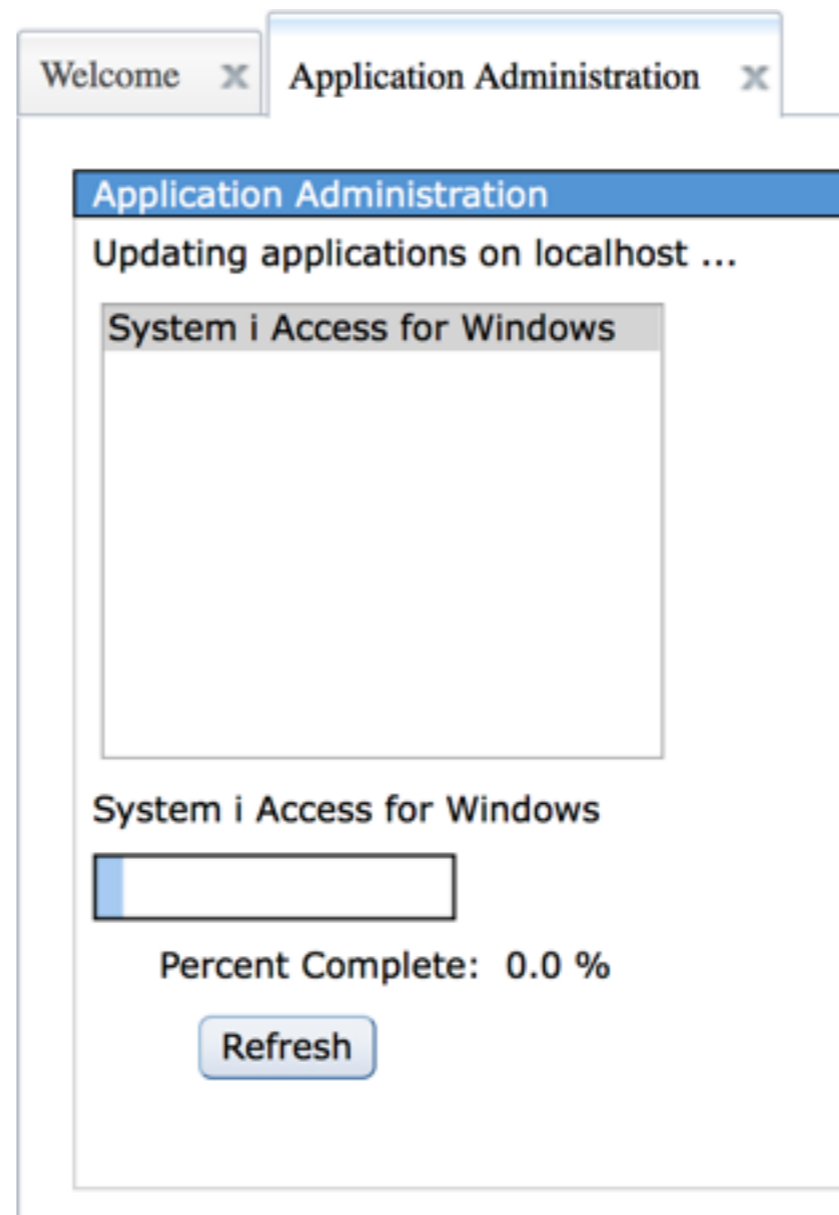 Welcome x Application Administration x
Application Administration
Updating applications on localhost ...
System i Access for Windows
System i Access for Windows
Percent Complete: 0.0 %
Refresh